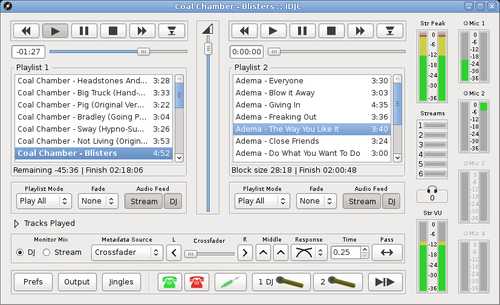 Coal Chamber - Blisters :: IDJC
-01:27
0:00:00
Playlist 1
Coal Chamber - Headstones And... 3:28
Coal Chamber - Big Truck (Hand-... 3:33
Coal Chamber - Pig (Original Ver... 3:22
Coal Chamber - Bradley (Going P... 3:04
Coal Chamber - Sway (Hypno-Su... 3:26
Coal Chamber - Not Living (Origin... 3:53
Coal Chamber - Blisters 4:52
Remaining -45:36 | Finish 02:18:06
Playlist 2
Adema - Everyone 3:30
Adema - Blow it Away 3:03
Adema - Giving In 4:35
Adema - Freaking Out 3:36
Adema - The Way You Like It 3:40
Adema - Close Friends 3:24
Adema - Do What You Want To Do 3:00
Block size 28:18 | Finish 02:00:48
Playlist Mode Fade Audio Feed
Play All None Stream DJ
Playlist Mode Fade Audio Feed
Play All None Stream DJ
Tracks Played
Monitor Mix Metadata Source L Crossfader R Middle Response Time Pass
DJ Stream Crossfader 0.25
Prefs Output Jingles 1 DJ 2
Str Peak
0
-6
-12
-18
-24
-30
-36
Streams
1
2
3
4
5
6
0
Str VU
0
-6
-12
-18
-24
-30
-36
Mic 1
Mic 2
Mic 3
Mic 4